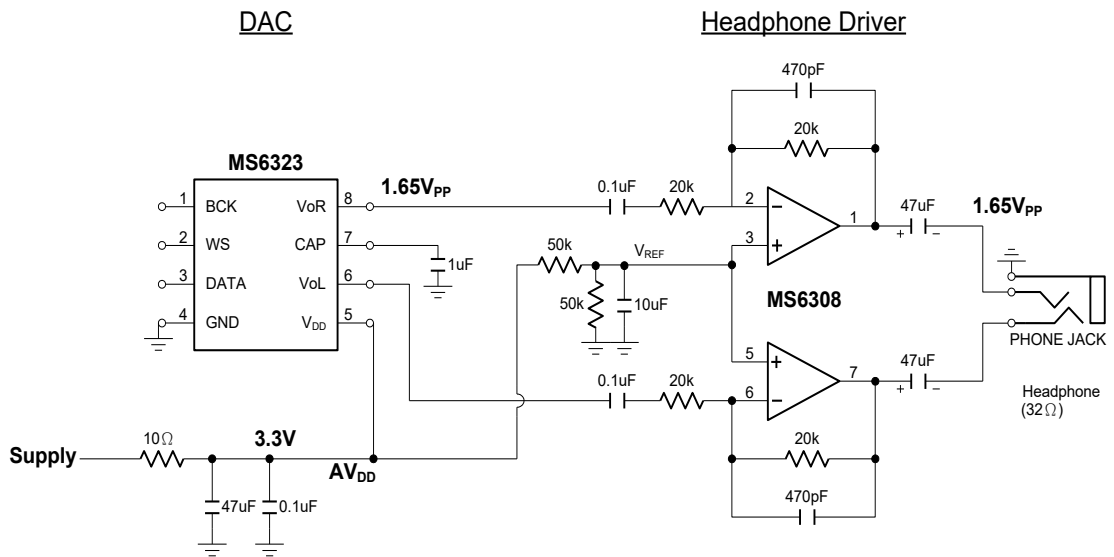 DAC
Headphone Driver
470pF
20k
MS6323
1.65VPP
0.1uF
20k
47uF
1.65VPP
1
BCK
VoR
8
2
1
2
WS
CAP
7
3
+ −
3
DATA
VoL
6
1uF
50k
VREF
4
GND
VDD
5
50k
10uF
MS6308
PHONE JACK
5
7
47uF
0.1uF
20k
6
+ −
Headphone
(32Ω)
Supply
10Ω
3.3V
AVDD
47uF
0.1uF
20k
470pF